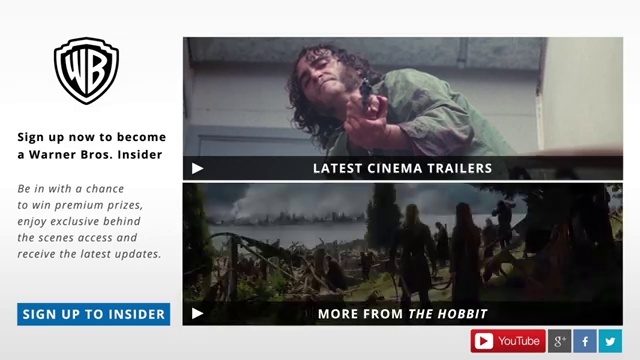 WB
Sign up now to become
a Warner Bros. Insider
Be in with a chance
to win premium prizes,
enjoy exclusive behind
the scenes access and
receive the latest updates.
SIGN UP TO INSIDER
LATEST CINEMA TRAILERS
MORE FROM THE HOBBIT
YouTube
g+
f